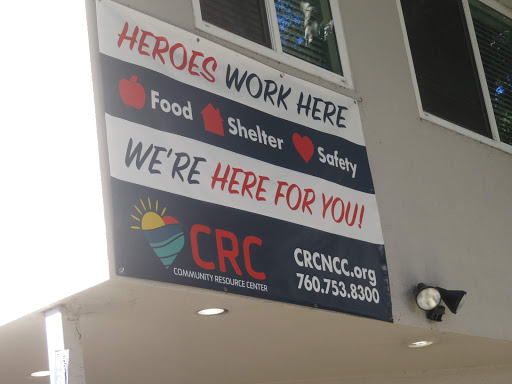 HEROES WORK HERE
Food Shelter Safety
WE'RE HERE FOR YOU!
CRC
COMMUNITY RESOURCE CENTER
CRCNCC.org
760.753.8300